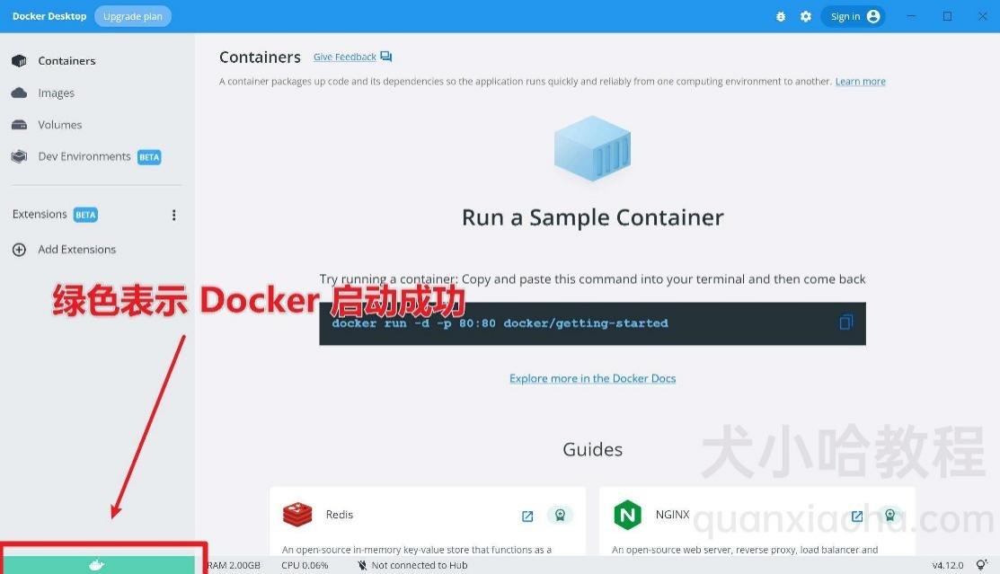 Docker Desktop Upgrade plan Sign in
Containers
Images
Volumes
Dev Environments BETA
Extensions BETA
Add Extensions
Containers Give Feedback
A container packages up code and its dependencies so the application runs quickly and reliably from one computing environment to another. Learn more
Run a Sample Container
Try running a container: Copy and paste this command into your terminal and then come back
绿色表示 Docker 启动成功
docker run -d -p 80:80 docker/getting-started
Explore more in the Docker Docs
Guides
犬小哈教程
quanxiaoha.com
Redis
An open-source in-memory key-value store that functions as a
NGINX
An open-source web server, reverse proxy, load balancer and
RAM 2.00GB CPU 0.06% Not connected to Hub v4.12.0